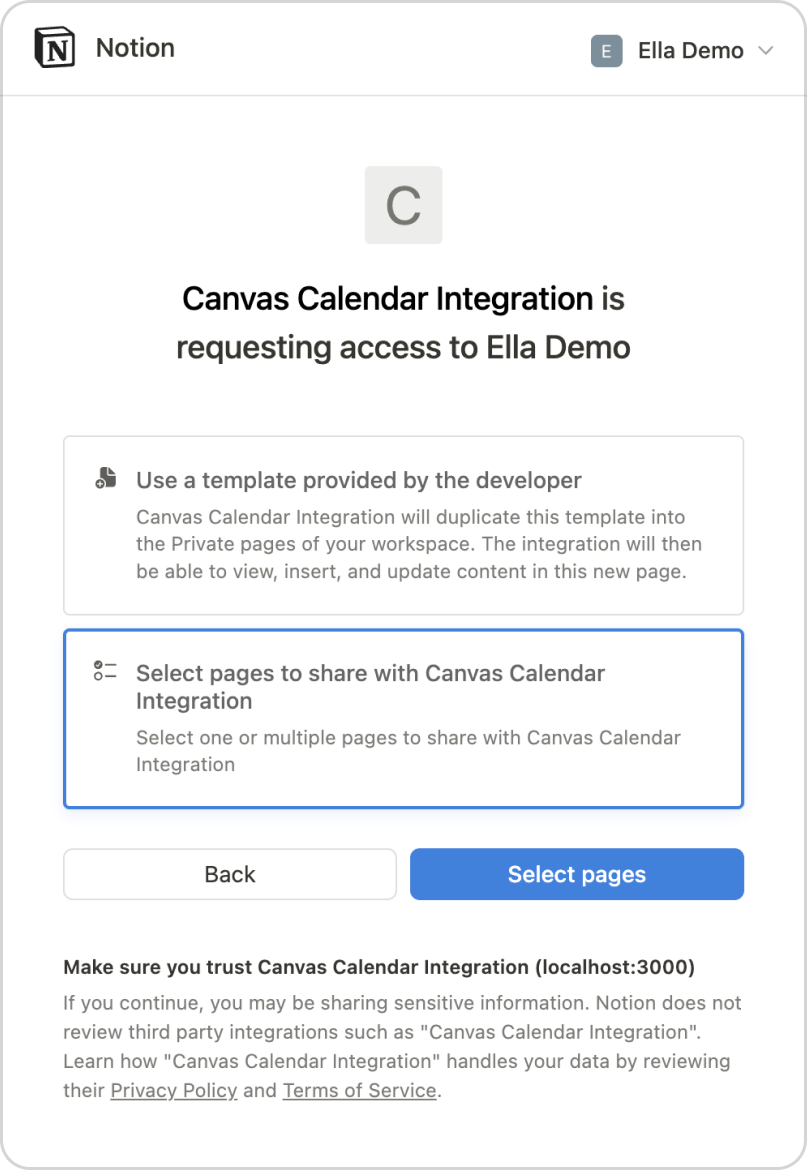 Notion
E Ella Demo
C
Canvas Calendar Integration is
requesting access to Ella Demo
Use a template provided by the developer
Canvas Calendar Integration will duplicate this template into
the Private pages of your workspace. The integration will then
be able to view, insert, and update content in this new page.
Select pages to share with Canvas Calendar
Integration
Select one or multiple pages to share with Canvas Calendar
Integration
Back
Select pages
Make sure you trust Canvas Calendar Integration (localhost:3000)
If you continue, you may be sharing sensitive information. Notion does not
review third party integrations such as "Canvas Calendar Integration".
Learn how "Canvas Calendar Integration" handles your data by reviewing
their Privacy Policy and Terms of Service.